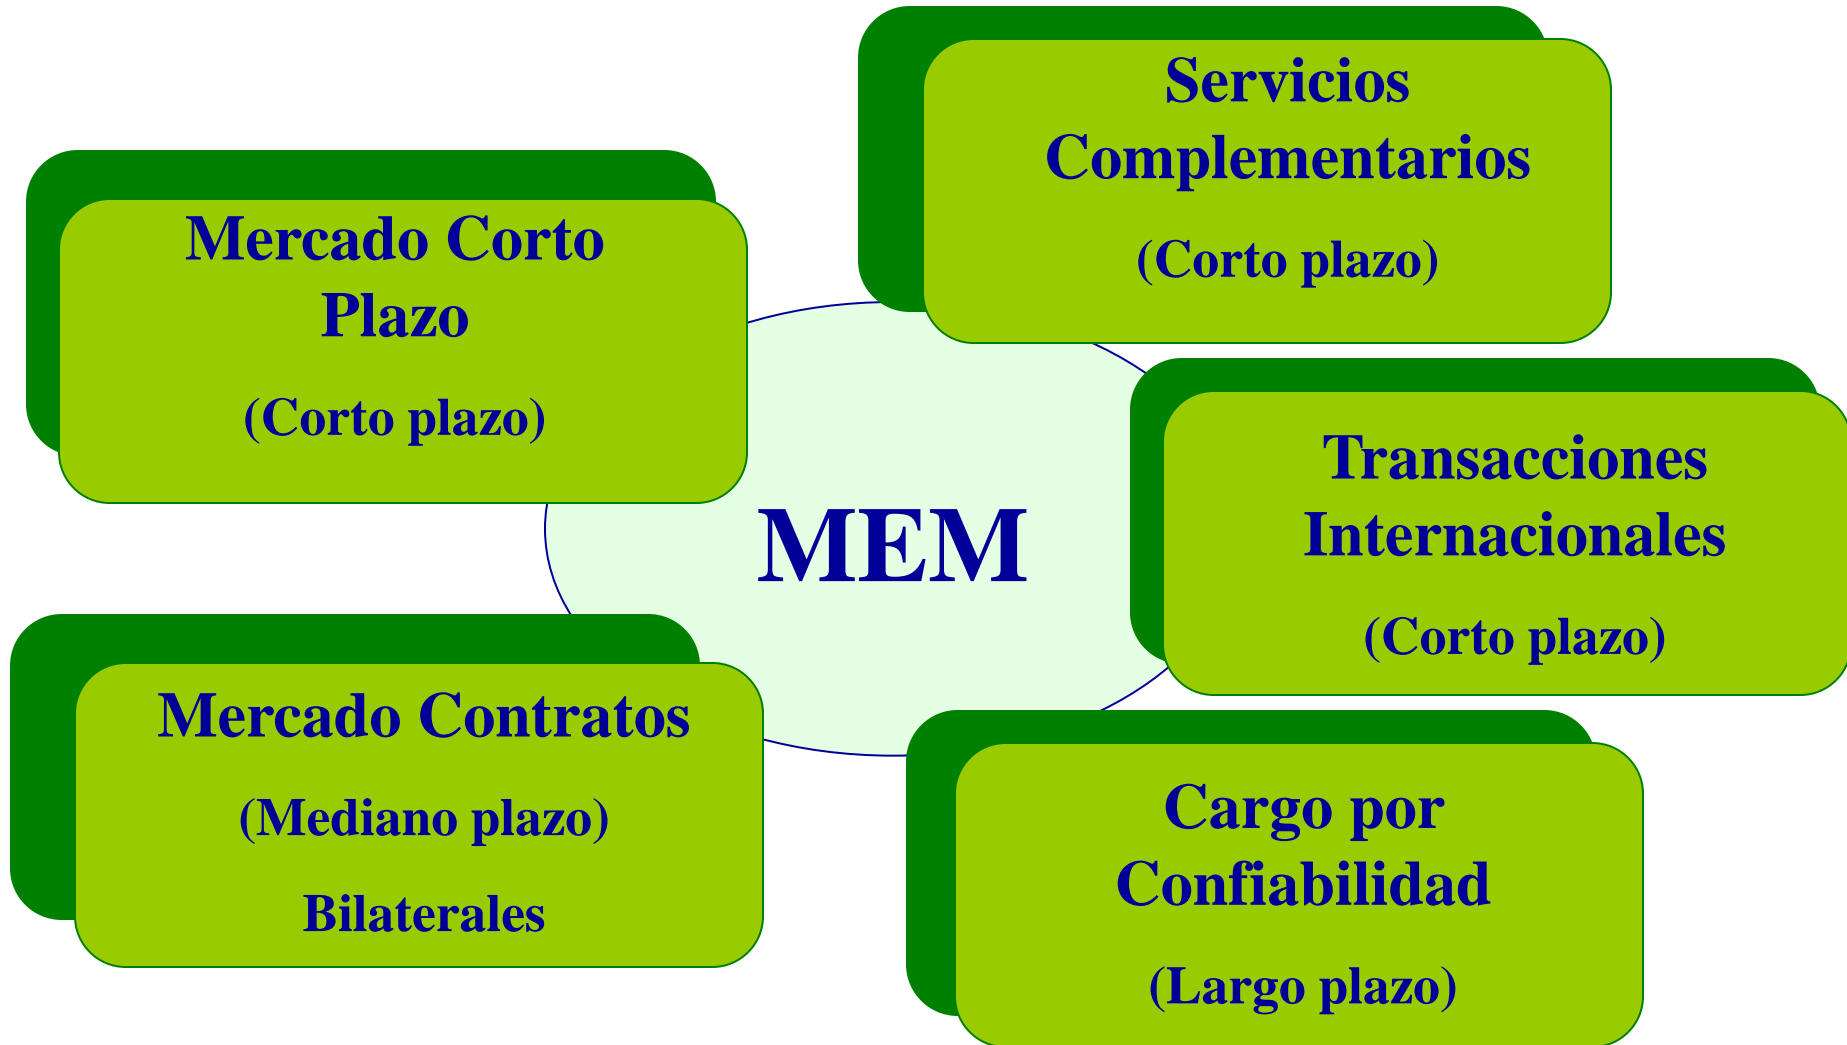 Servicios
Complementarios
(Corto plazo)
Mercado Corto
Plazo
(Corto plazo)
Transacciones
Internacionales
(Corto plazo)
MEM
Mercado Contratos
(Mediano plazo)
Bilaterales
Cargo por
Confiabilidad
(Largo plazo)